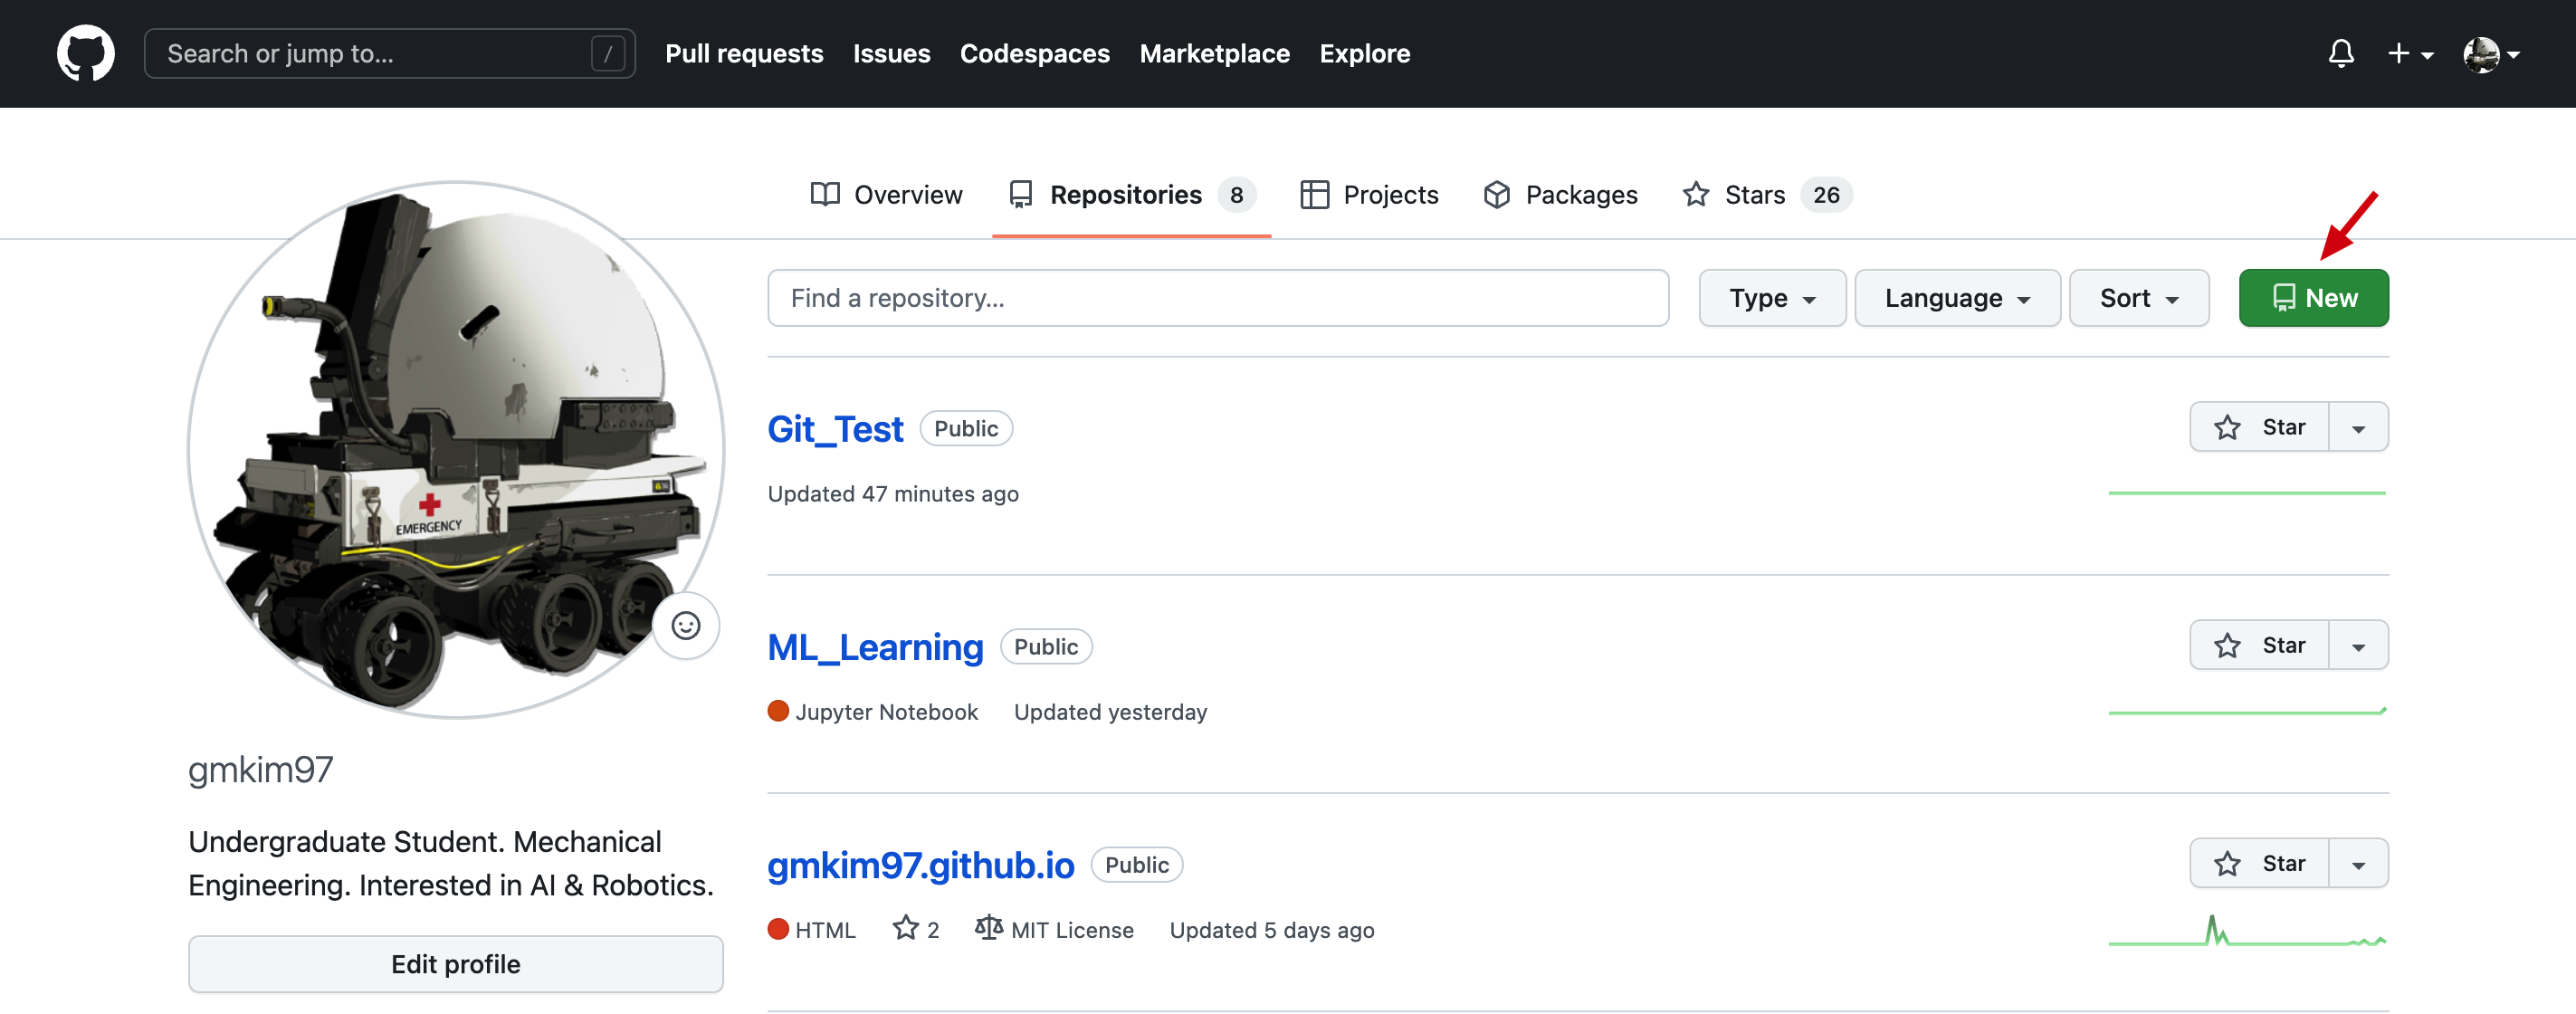 Search or jump to... /
Pull requests Issues Codespaces Marketplace Explore
Overview Repositories 8 Projects Packages Stars 26
Find a repository...
Type Language Sort New
Git_Test Public
Star
Updated 47 minutes ago
ML_Learning Public
Star
Jupyter Notebook Updated yesterday
gmkim97.github.io Public
Star
HTML 2 MIT License Updated 5 days ago
EMERGENCY
gmkim97
Undergraduate Student. Mechanical
Engineering. Interested in AI & Robotics.
Edit profile